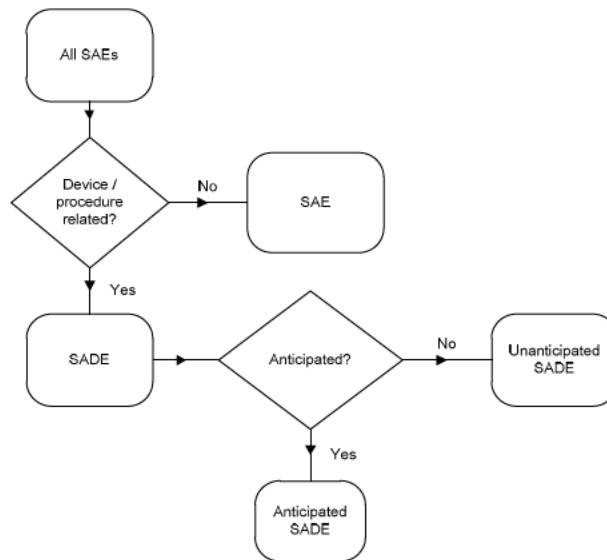 All SAEs
Device /
procedure
related?
No
SAE
Yes
SADE
Anticipated?
No
Unanticipated
SADE
Yes
Anticipated
SADE